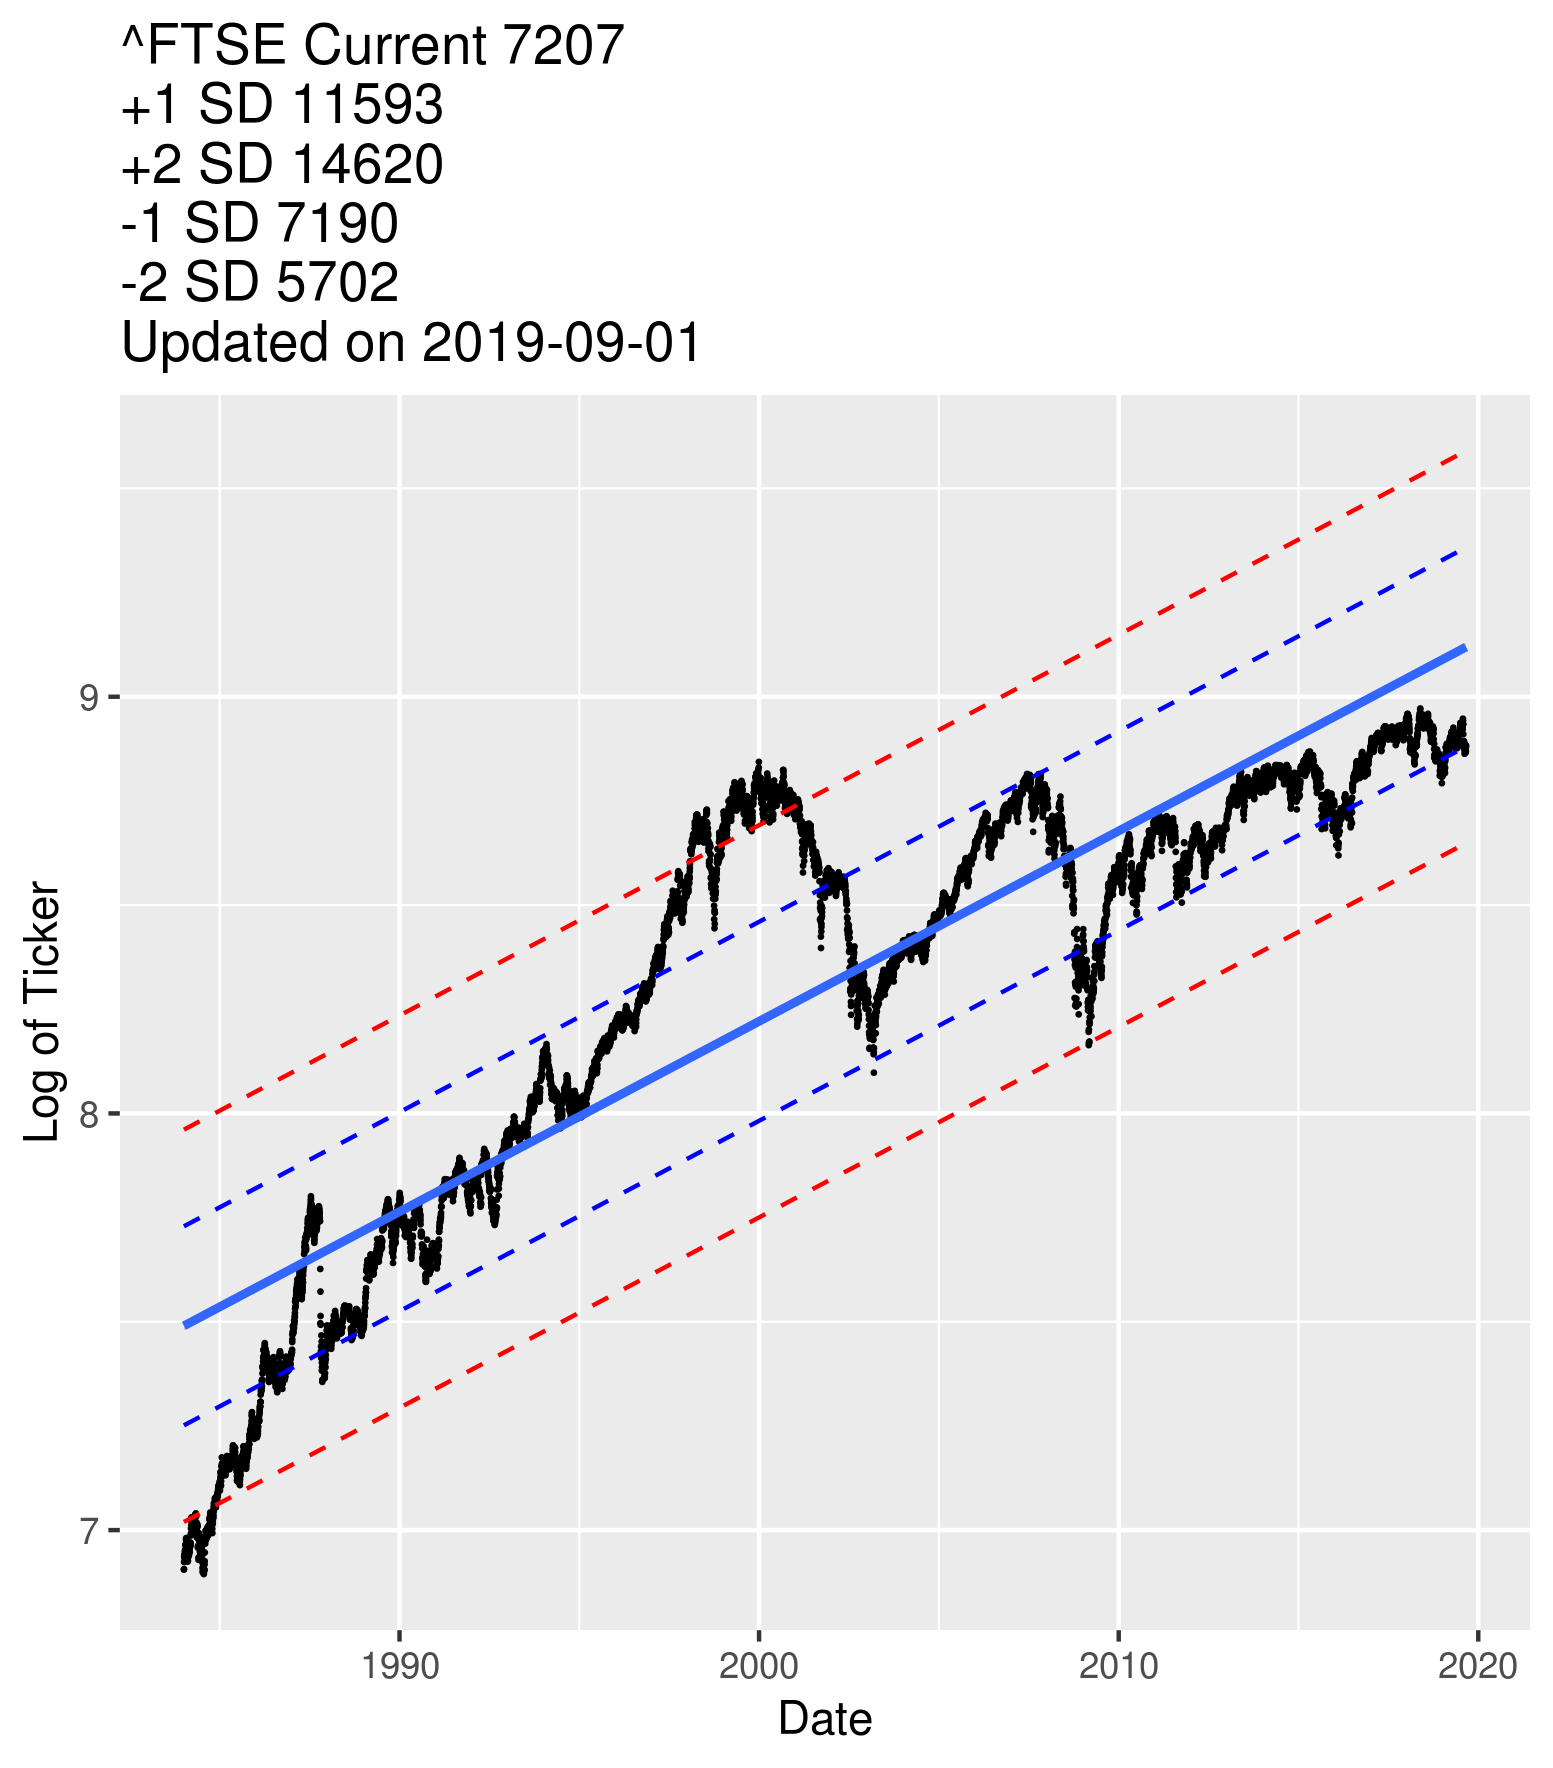 ^FTSE Current 7207
+1 SD 11593
+2 SD 14620
-1 SD 7190
-2 SD 5702
Updated on 2019-09-01
Log of Ticker
9
8
7
1990 2000 2010 2020
Date